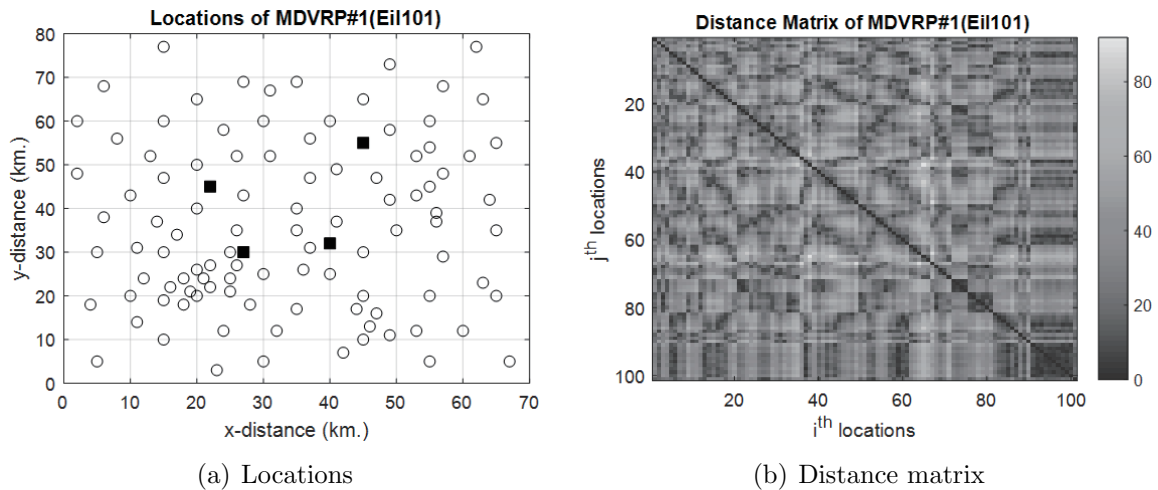 Locations of MDVRP#1(Eil101)
80
70
60
50
40
30
20
10
0
y-distance (km.)
0 10 20 30 40 50 60 70
x-distance (km.)
(a) Locations
Distance Matrix of MDVRP#1(Eil101)
20
40
60
80
100
j^th locations
20 40 60 80 100
i^th locations
80
60
40
20
0
(b) Distance matrix